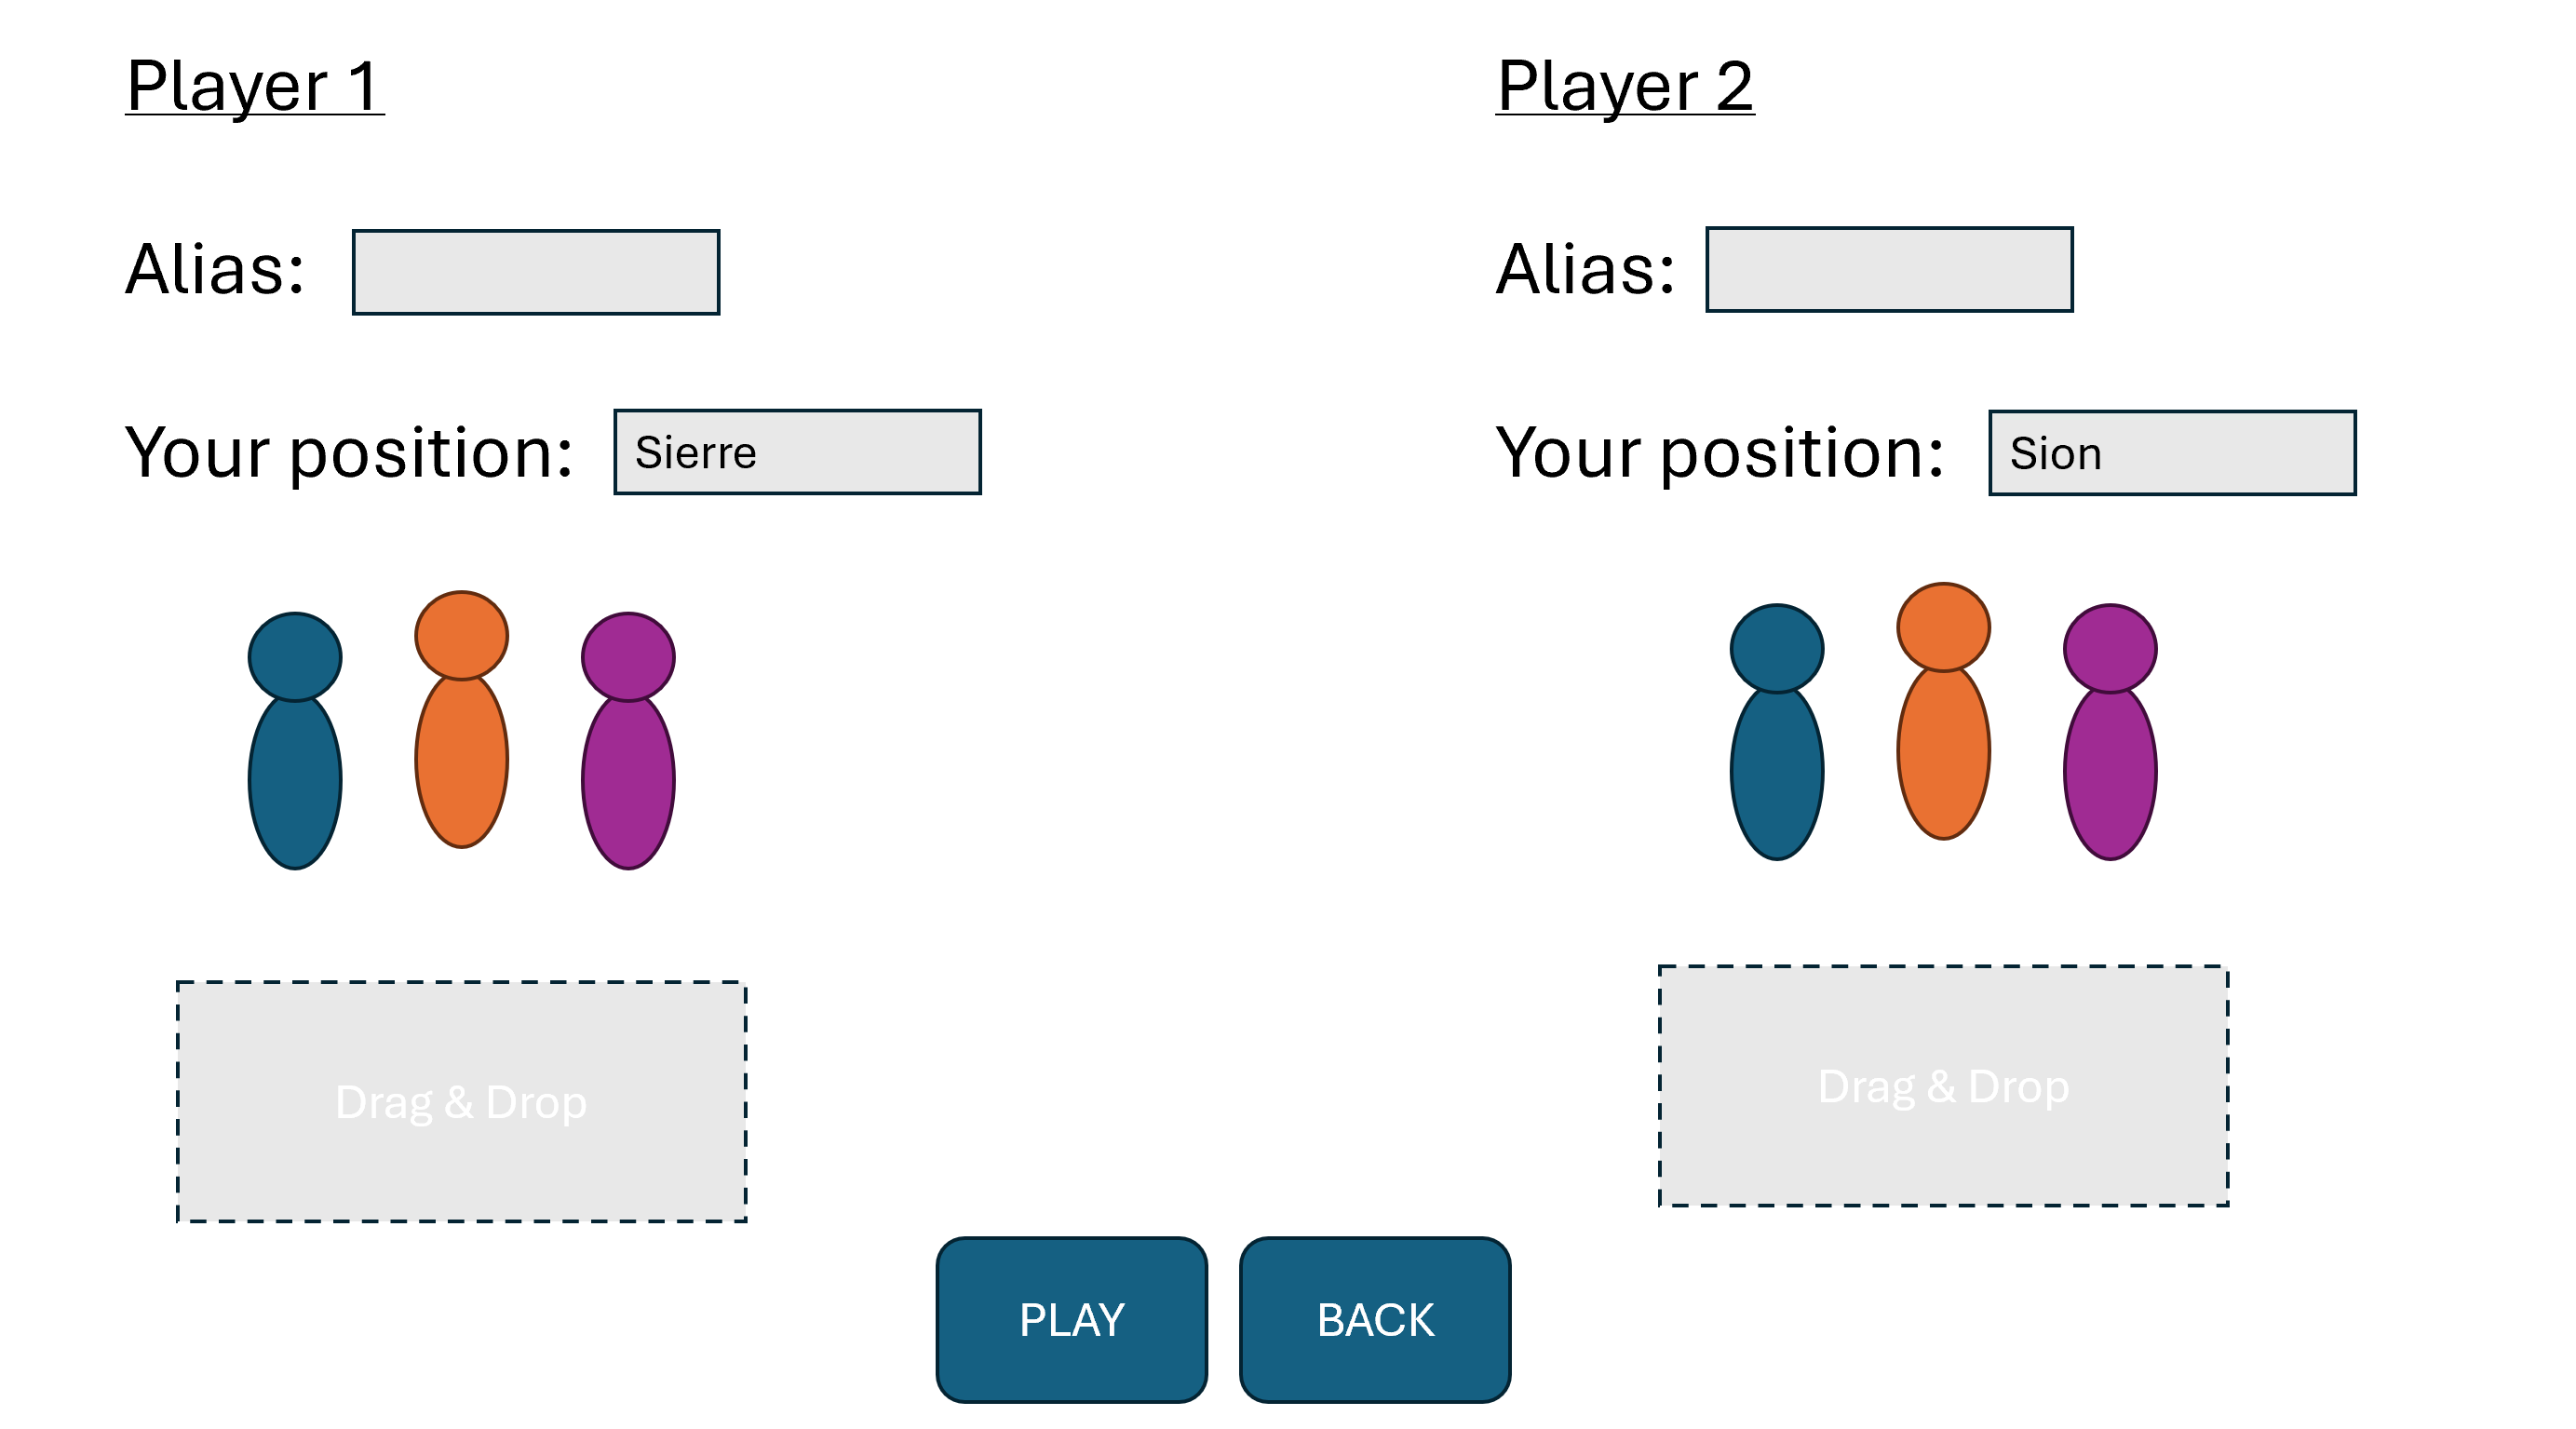 Player 1
Alias:
Your position: Sierre
Drag & Drop
Player 2
Alias:
Your position: Sion
Drag & Drop
PLAY
BACK